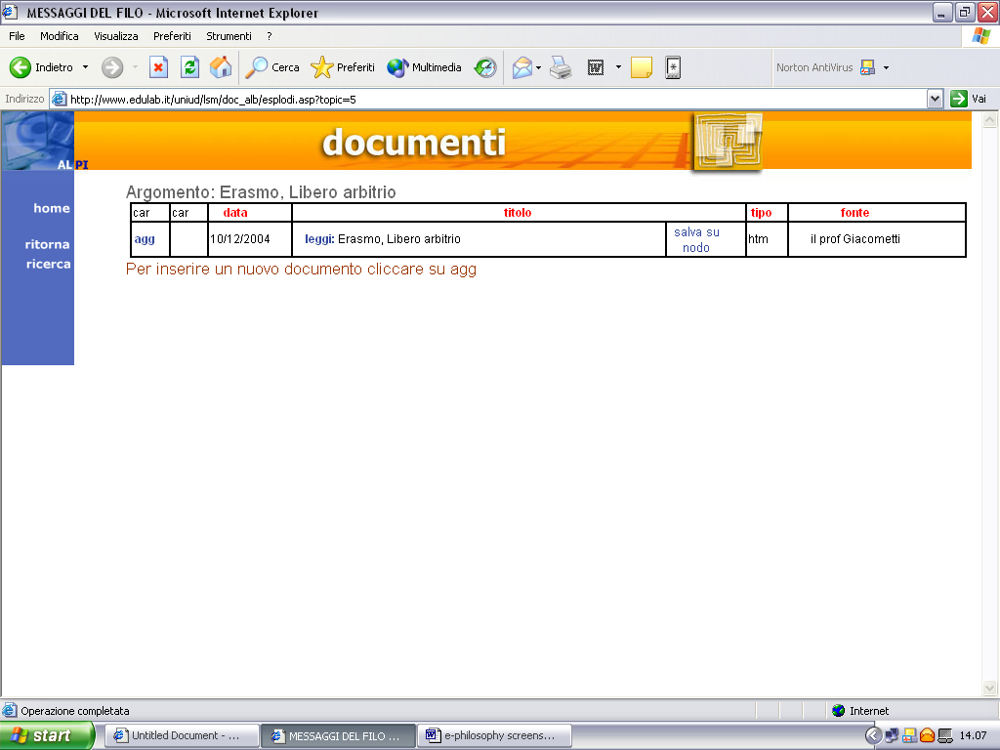 MESSAGGI DEL FILO - Microsoft Internet Explorer
File Modifica Visualizza Preferiti Strumenti ?
Indietro Cerca Preferiti Multimedia Norton AntiVirus
Indirizzo http://www.edulab.it/uniud/lsm/doc_alb/esplodi.asp?topic=5 Vai
documenti
ALPI
home
ritorna
ricerca
Argomento: Erasmo, Libero arbitrio
car car data titolo tipo fonte
agg 10/12/2004 leggi: Erasmo, Libero arbitrio salva su nodo htm il prof Giacometti
Per inserire un nuovo documento cliccare su agg
Operazione completata Internet
start Untitled Document - ... MESSAGGI DEL FILO ... e-philosophy screens... 14.07